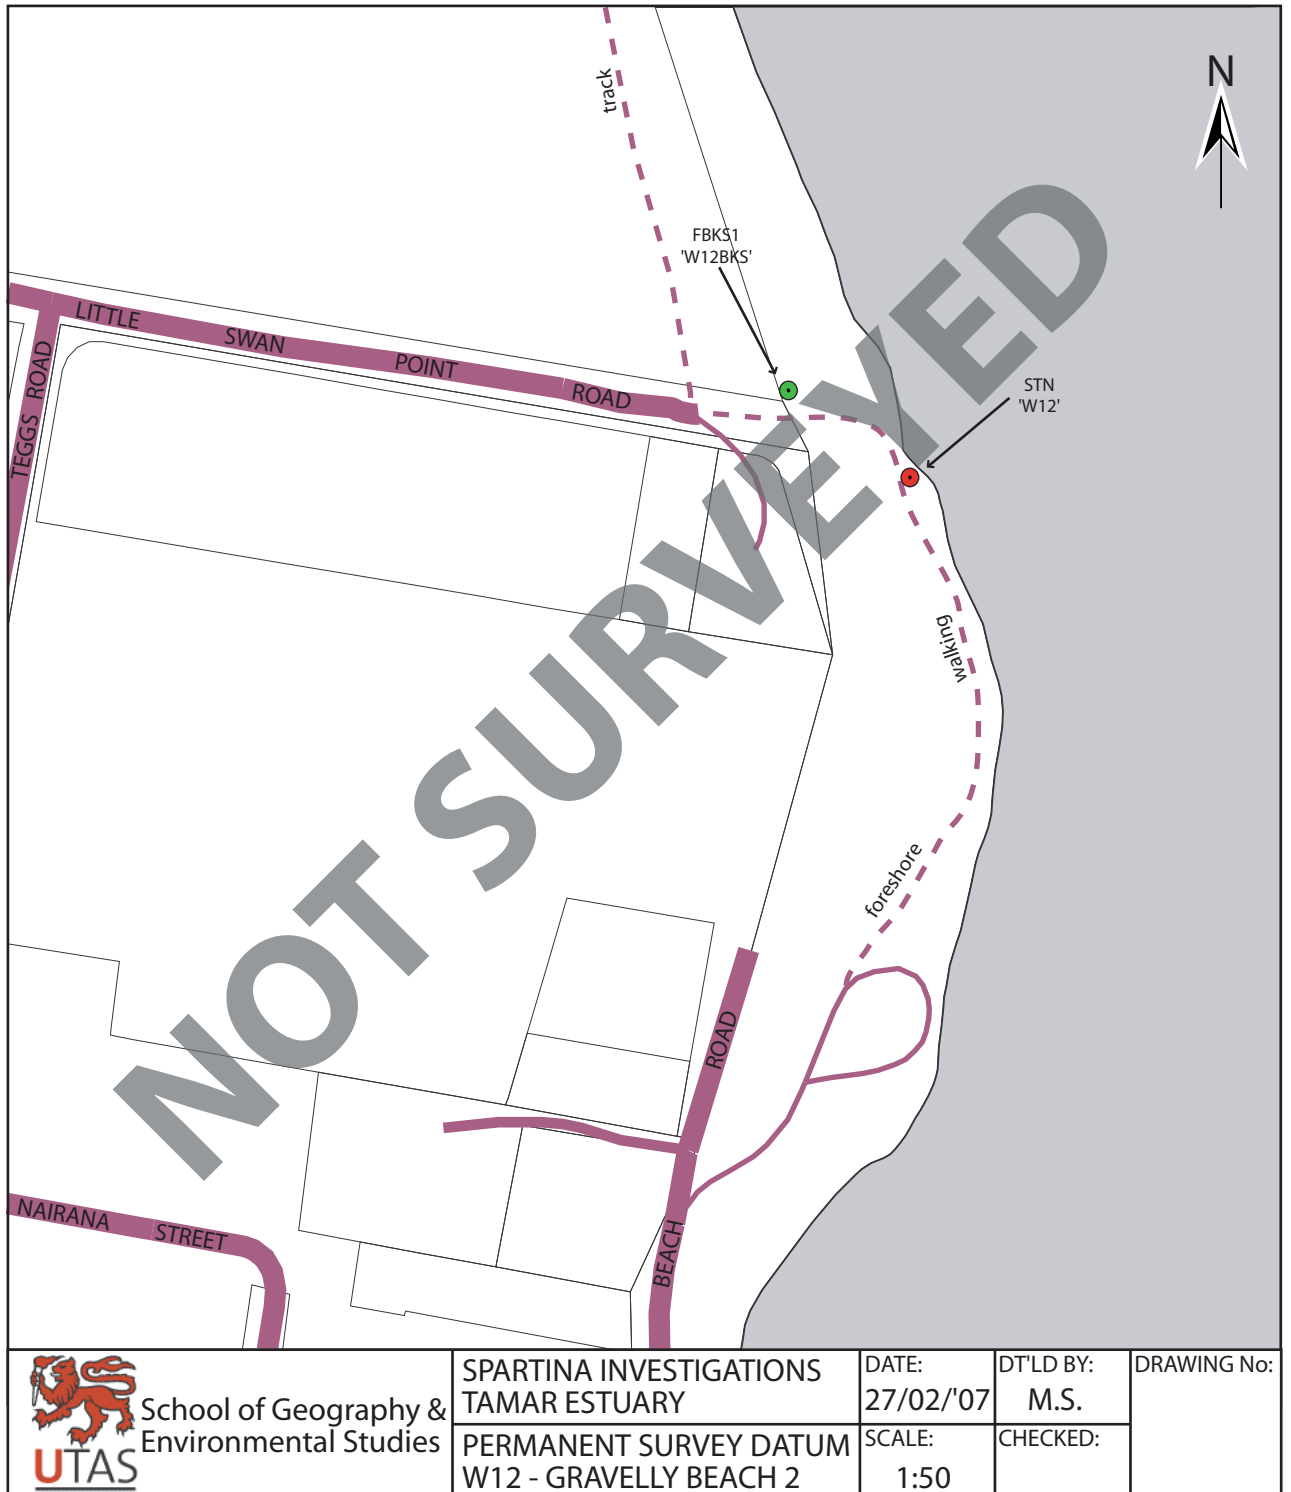 N
track
FBKS1
'W12BKS'
STN
'W12'
LITTLE SWAN POINT ROAD
TEGGS ROAD
walking
foreshore
NOT SURVEYED
BEACH ROAD
NAIRANA STREET
UTAS
School of Geography &
Environmental Studies
SPARTINA INVESTIGATIONS
TAMAR ESTUARY
PERMANENT SURVEY DATUM
W12 - GRAVELLY BEACH 2
DATE:
27/02/'07
SCALE:
1:50
DT'LD BY:
M.S.
CHECKED:
DRAWING No: